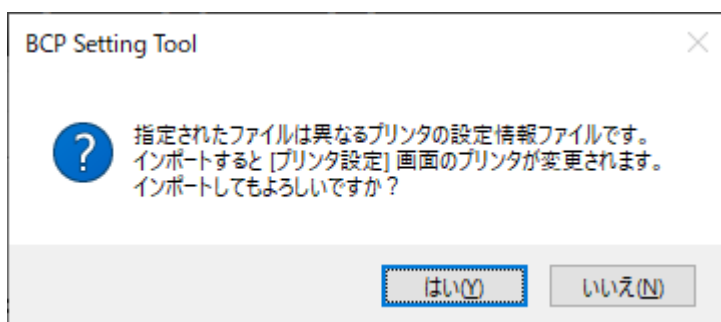 BCP Setting Tool
指定されたファイルは異なるプリンタの設定情報ファイルです。
インポートすると [プリンタ設定] 画面のプリンタが変更されます。
インポートしてもよろしいですか？
はい(Y)
いいえ(N)